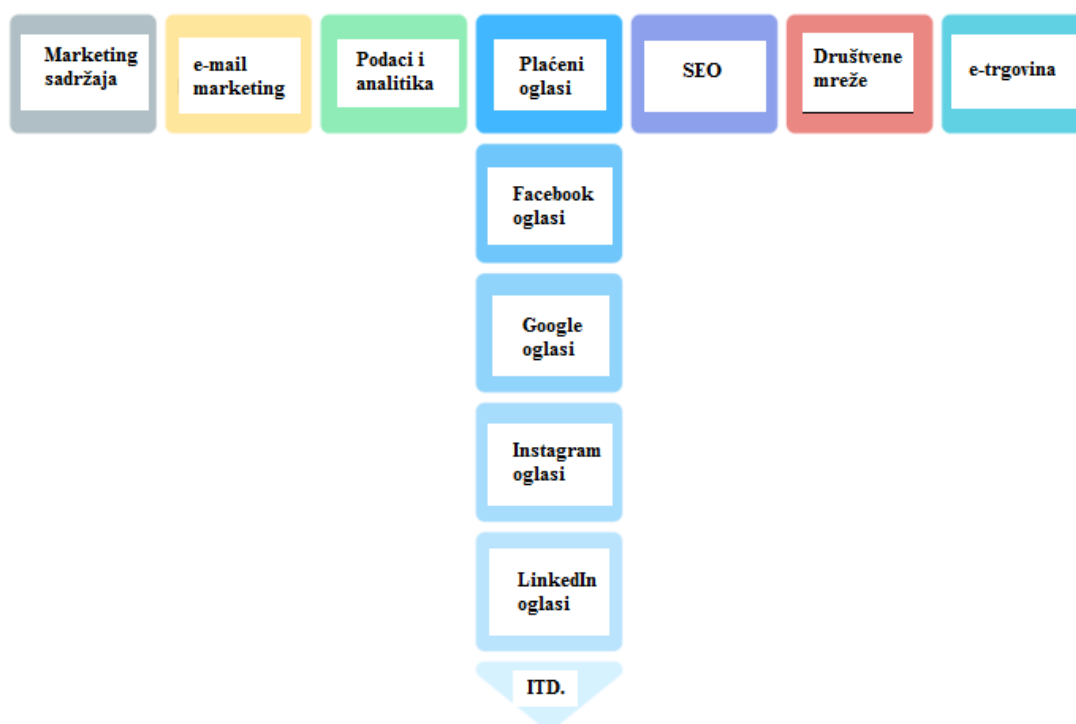 Marketing
sadržaja
e-mail
marketing
Podaci i
analitika
Plaćeni
oglasi
SEO
Društvene
mreže
e-trgovina
Facebook
oglasi
Google
oglasi
Instagram
oglasi
LinkedIn
oglasi
ITD.